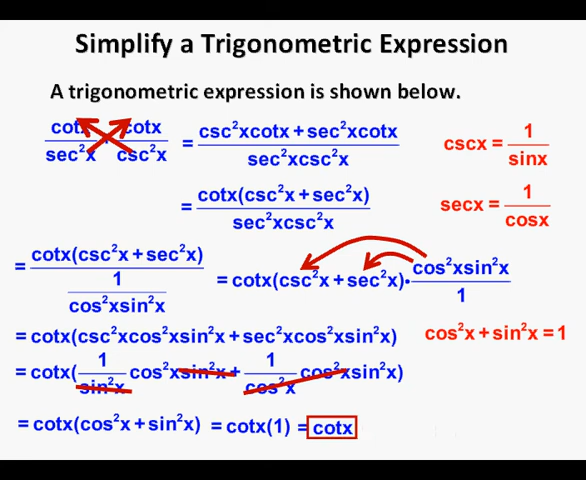 Simplify a Trigonometric Expression
A trigonometric expression is shown below.
cotx/sec²x + cotx/csc²x = (csc²xcotx + sec²xcotx)/(sec²xcsc²x)
cscx = 1/sinx
= cotx(csc²x + sec²x)/(sec²xcsc²x)
secx = 1/cosx
= cotx(csc²x + sec²x)/(1/(cos²xsin²x)) = cotx(csc²x + sec²x)·(cos²xsin²x)/1
= cotx(csc²xcos²xsin²x + sec²xcos²xsin²x)
cos²x + sin²x = 1
= cotx(1/sin²x cos²xsin²x + 1/cos²x cos²xsin²x)
= cotx(cos²x + sin²x) = cotx(1) = cotx